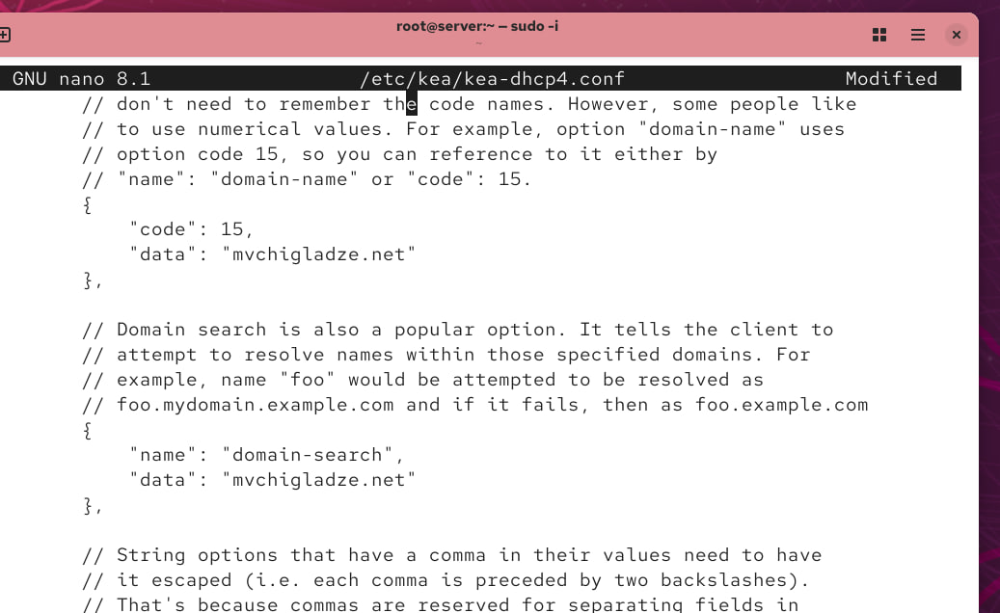 root@server:~ — sudo -i
~
GNU nano 8.1 /etc/kea/kea-dhcp4.conf Modified
// don't need to remember the code names. However, some people like
// to use numerical values. For example, option "domain-name" uses
// option code 15, so you can reference to it either by
// "name": "domain-name" or "code": 15.
{
"code": 15,
"data": "mvchigladze.net"
},
// Domain search is also a popular option. It tells the client to
// attempt to resolve names within those specified domains. For
// example, name "foo" would be attempted to be resolved as
// foo.mydomain.example.com and if it fails, then as foo.example.com
{
"name": "domain-search",
"data": "mvchigladze.net"
},
// String options that have a comma in their values need to have
// it escaped (i.e. each comma is preceded by two backslashes).
// That's because commas are reserved for separating fields in